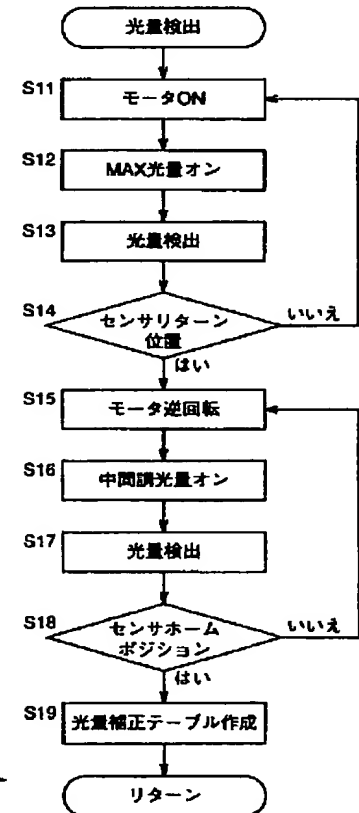 光量検出
S11
モータON
S12
MAX光量オン
S13
光量検出
S14
センサリターン
位置
いいえ
はい
S15
モータ逆回転
S16
中間調光量オン
S17
光量検出
S18
センサホーム
ポジション
いいえ
はい
S19
光量補正テーブル作成
リターン